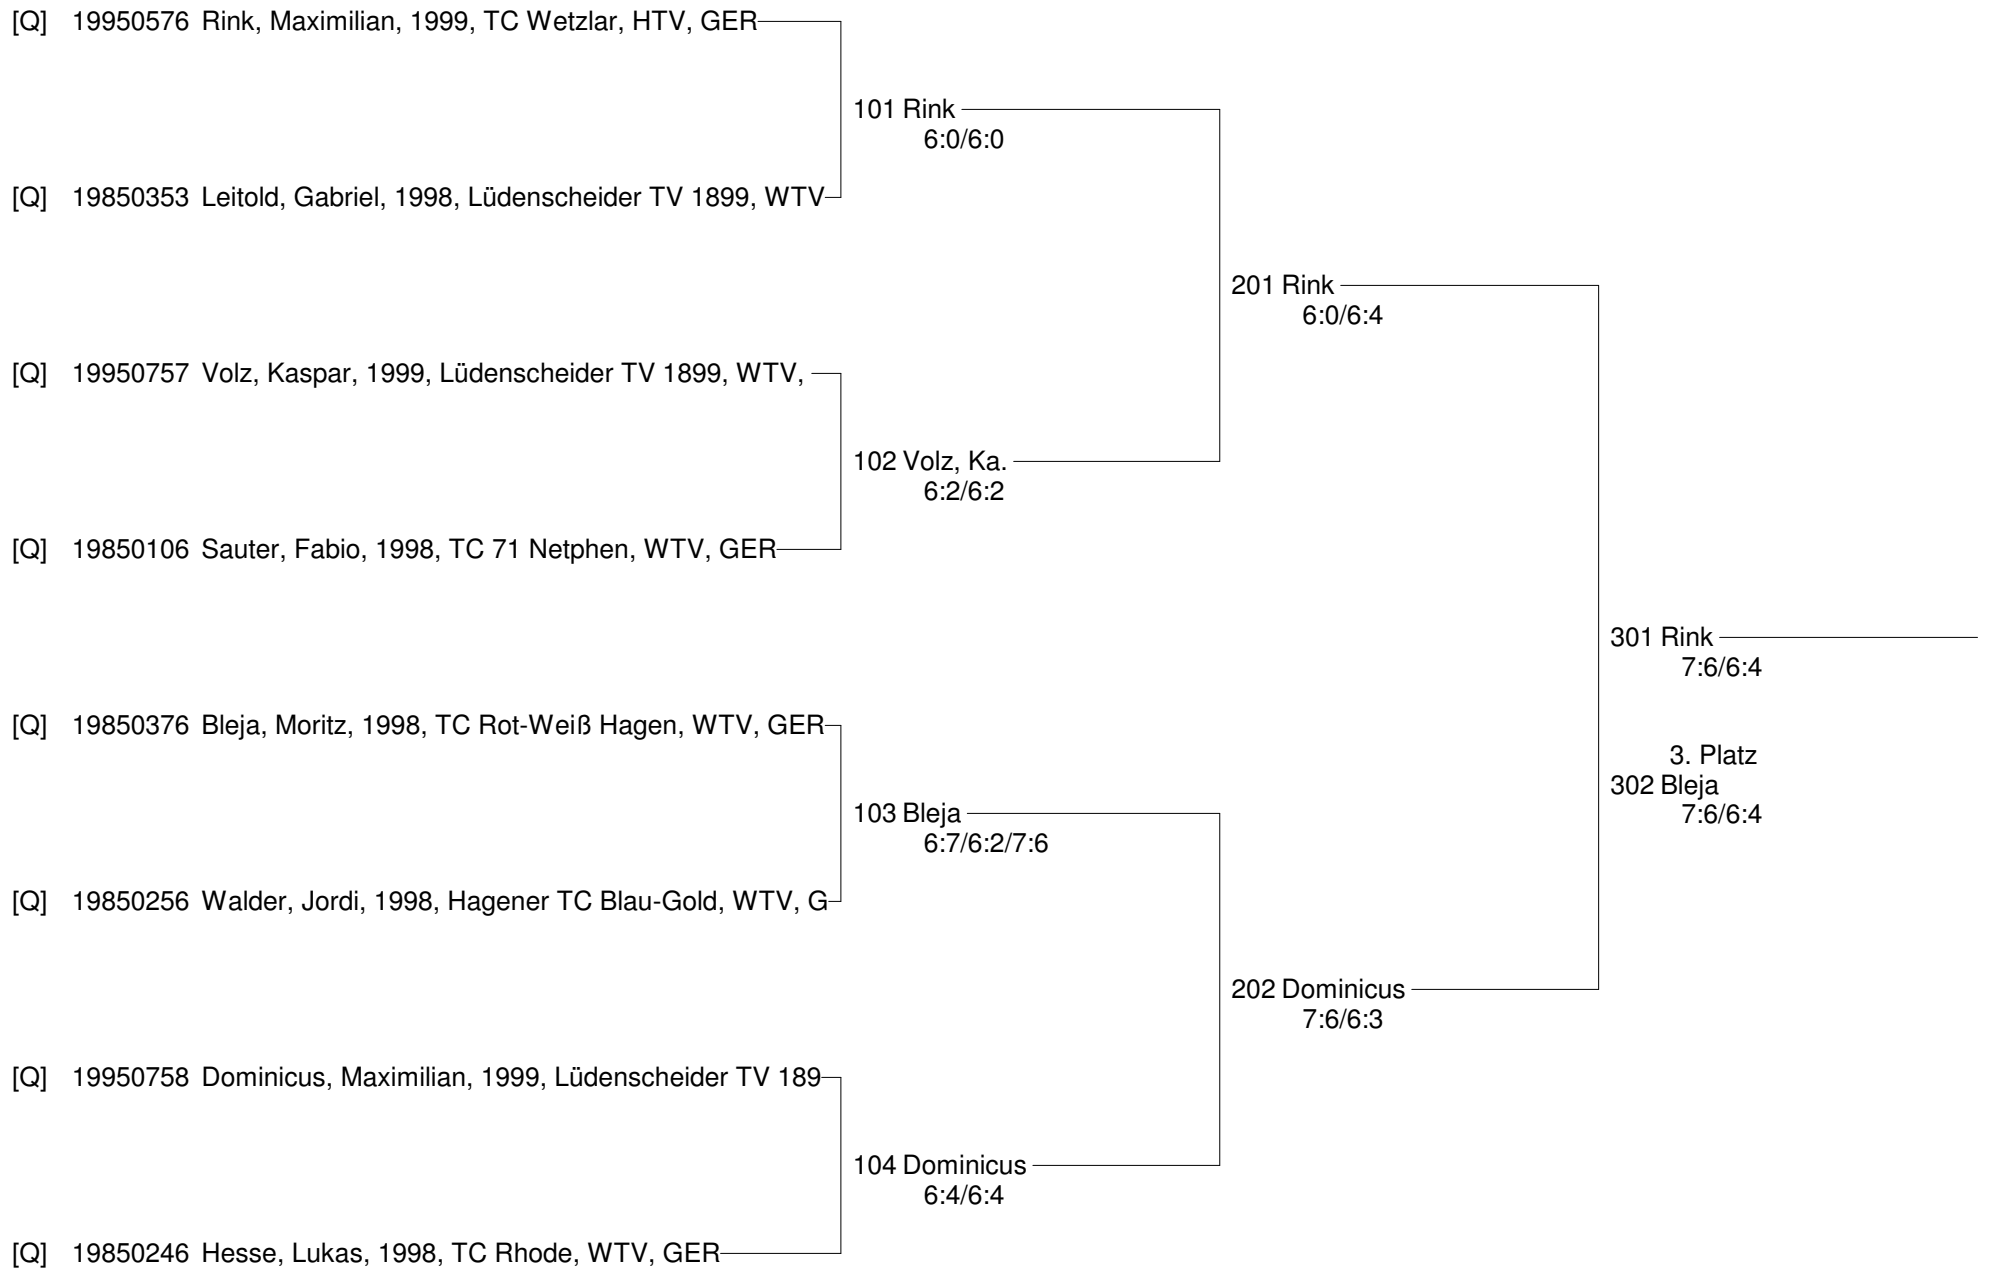 [Q] 19950576 Rink, Maximilian, 1999, TC Wetzlar, HTV, GER
101 Rink
6:0/6:0
[Q] 19850353 Leitold, Gabriel, 1998, Lüdenscheider TV 1899, WTV
201 Rink
6:0/6:4
[Q] 19950757 Volz, Kaspar, 1999, Lüdenscheider TV 1899, WTV,
102 Volz, Ka.
6:2/6:2
[Q] 19850106 Sauter, Fabio, 1998, TC 71 Netphen, WTV, GER
301 Rink
7:6/6:4
[Q] 19850376 Bleja, Moritz, 1998, TC Rot-Weiß Hagen, WTV, GER
3. Platz
302 Bleja
7:6/6:4
103 Bleja
6:7/6:2/7:6
[Q] 19850256 Walder, Jordi, 1998, Hagener TC Blau-Gold, WTV, G
202 Dominicus
7:6/6:3
[Q] 19950758 Dominicus, Maximilian, 1999, Lüdenscheider TV 189
104 Dominicus
6:4/6:4
[Q] 19850246 Hesse, Lukas, 1998, TC Rhode, WTV, GER